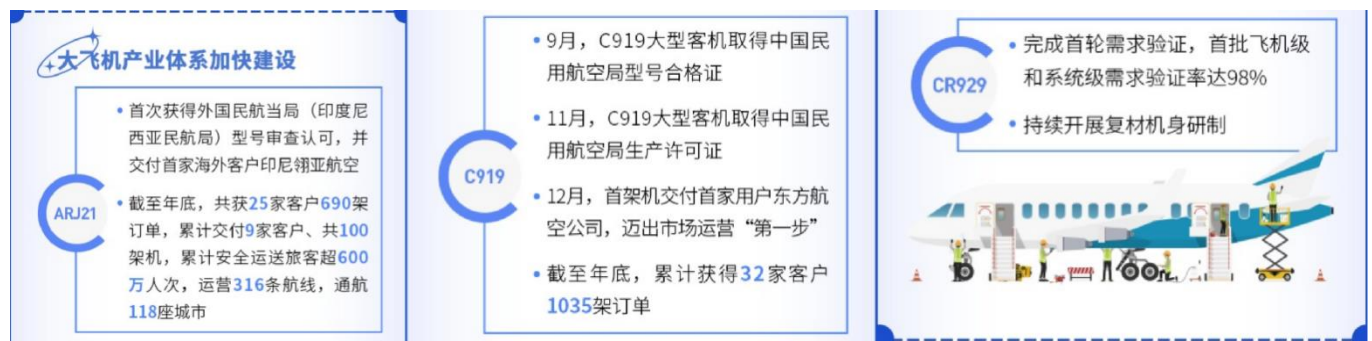 大飞机产业体系加快建设
ARJ21
• 首次获得外国民航当局（印度尼
西亚民航局）型号审查认可，并
交付首家海外客户印尼翎亚航空
• 截至年底，共获25家客户690架
订单，累计交付9家客户、共100
架机，累计安全运送旅客超600
万人次，运营316条航线，通航
118座城市
C919
• 9月，C919大型客机取得中国民
用航空局型号合格证
• 11月，C919大型客机取得中国民
用航空局生产许可证
• 12月，首架机交付首家用户东方航
空公司，迈出市场运营“第一步”
• 截至年底，累计获得32家客户
1035架订单
CR929
• 完成首轮需求验证，首批飞机级
和系统级需求验证率达98%
• 持续开展复材机身研制